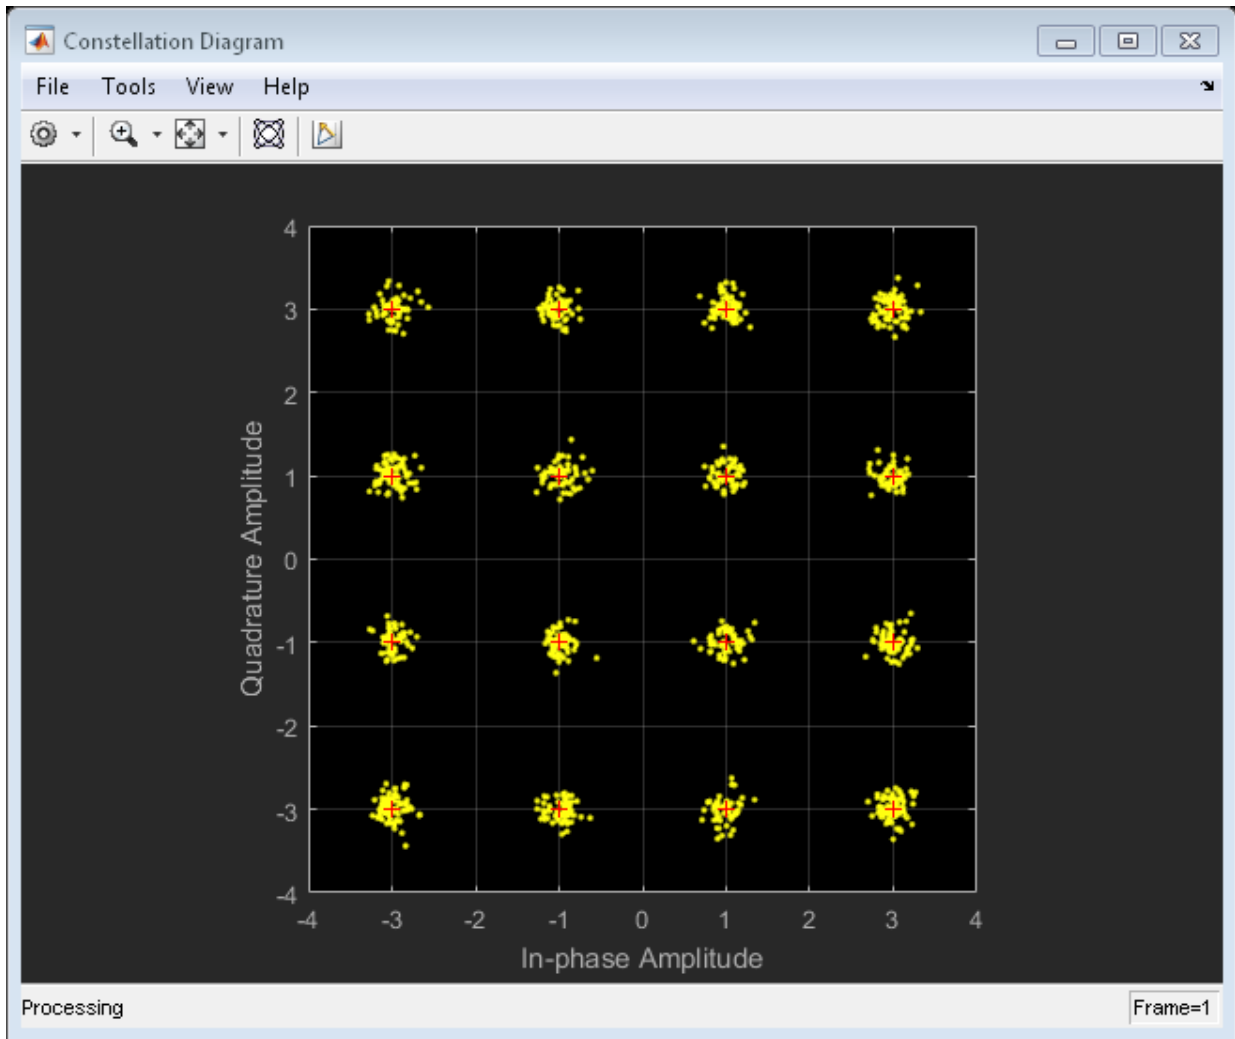 Constellation Diagram
File Tools View Help
4
3
2
1
0
-1
-2
-3
-4
Quadrature Amplitude
-4 -3 -2 -1 0 1 2 3 4
In-phase Amplitude
Processing Frame=1